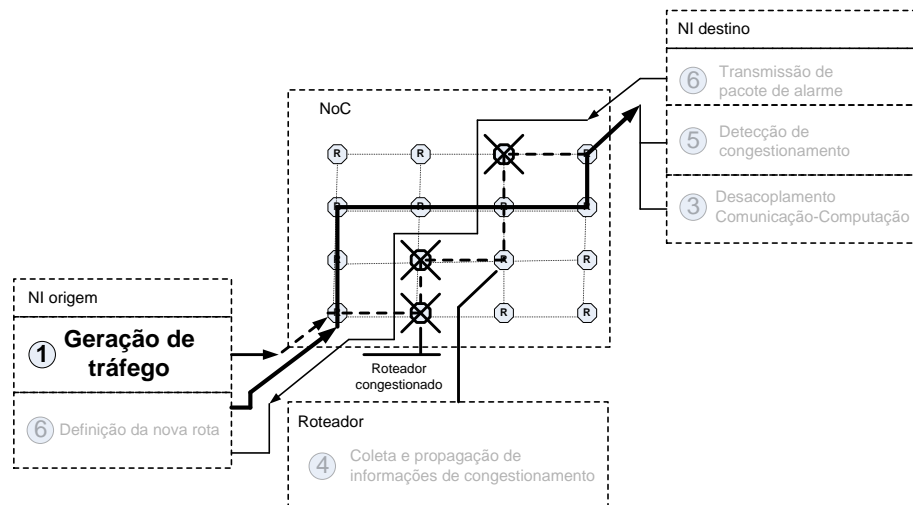 NI destino
6 Transmissão de
pacote de alarme
5 Detecção de
congestionamento
3 Desacoplamento
Comunicação-Computação
NoC
R R R R
R R R R
R R R R
R R R R
Roteador
congestionado
NI origem
1 Geração de
tráfego
6 Definição da nova rota
Roteador
4 Coleta e propagação de
informações de congestionamento